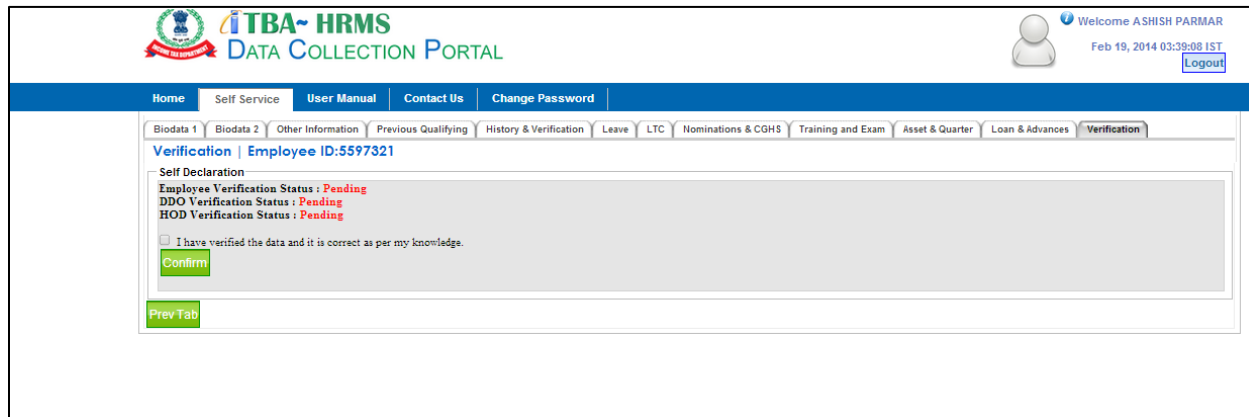 iTBA~ HRMS
DATA COLLECTION PORTAL
INCOME TAX DEPARTMENT
Welcome ASHISH PARMAR
Feb 19, 2014 03:39:08 IST
Logout
Home Self Service User Manual Contact Us Change Password
Biodata 1 Biodata 2 Other Information Previous Qualifying History & Verification Leave LTC Nominations & CGHS Training and Exam Asset & Quarter Loan & Advances Verification
Verification | Employee ID:5597321
Self Declaration
Employee Verification Status : Pending
DDO Verification Status : Pending
HOD Verification Status : Pending
I have verified the data and it is correct as per my knowledge.
Confirm
Prev Tab